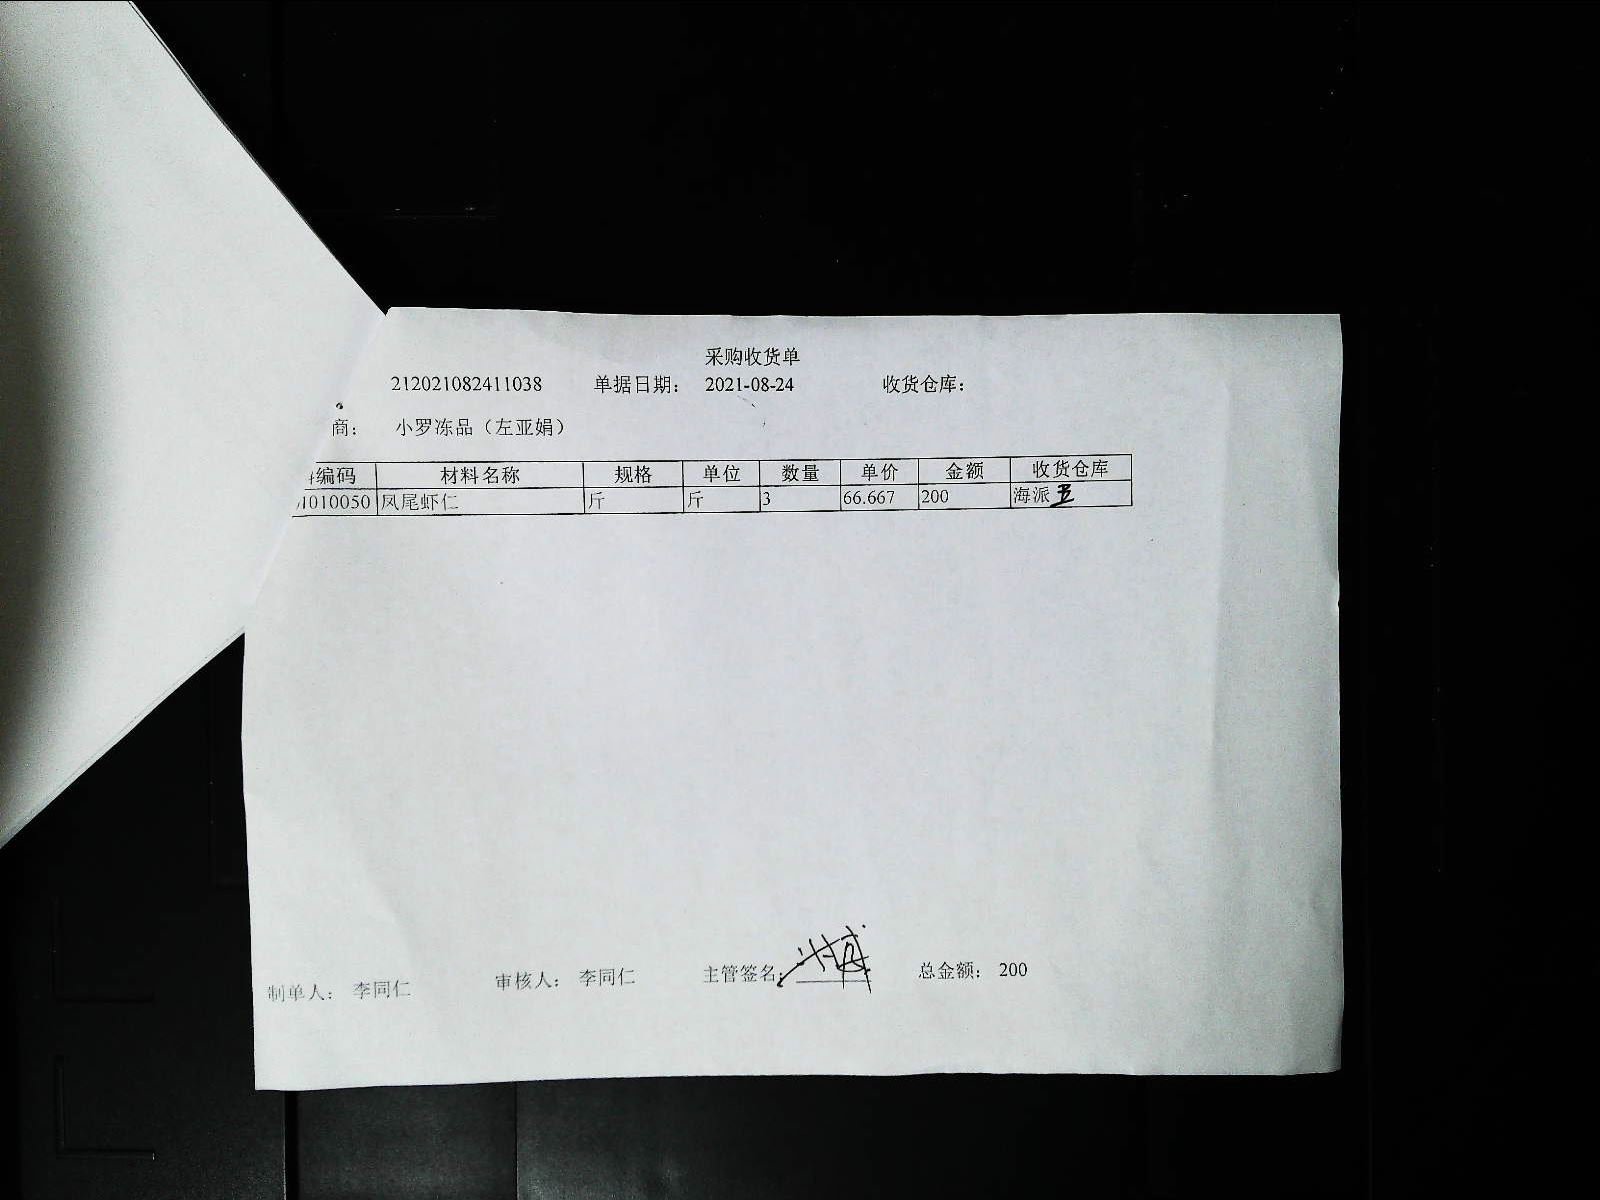 采购收货单
212021082411038 单据日期： 2021-08-24 收货仓库：
商： 小罗冻品（左亚娟）
编码 材料名称 规格 单位 数量 单价 金额 收货仓库
1010050 凤尾虾仁 斤 斤 3 66.667 200 海派
制单人： 李同仁 审核人： 李同仁 主管签名： 总金额： 200